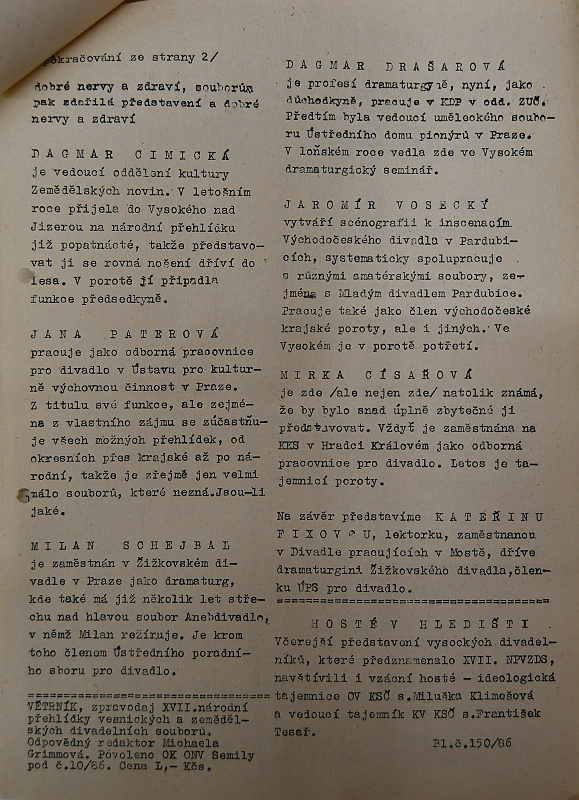 pokračování ze strany 2/
dobré nervy a zdraví, souborům
pak zdařilá představení a dobré
nervy a zdraví
DAGMAR CIMICKÁ
je vedoucí oddělení kultury
Zemědělských novin. V letošním
roce přijela do Vysokého nad
Jizerou na národní přehlídku
již popatnácté, takže představo-
vat ji se rovná nošení dříví do
lesa. V porotě jí připadla
funkce předsedkyně.
JANA PATEROVÁ
pracuje jako odborná pracovnice
pro divadlo v Ústavu pro kultur-
ně výchovnou činnost v Praze.
Z titulu své funkce, ale zejmé-
na z vlastního zájmu se zúčastňu-
je všech možných přehlídek, od
okresních přes krajské až po ná-
rodní, takže je zřejmě jen velmi
málo souborů, které nezná.Jsou-li
jaké.
MILAN SCHEJBAL
je zaměstnán v Žižkovském di-
vadle v Praze jako dramaturg,
kde také má již několik let stře-
chu nad hlavou soubor Anebdivadlo,
v němž Milan režíruje. Je krom
toho členem Ústředního poradní-
ho sboru pro divadlo.
VĚTRNÍK, zpravodaj XVII.národní
přehlídky vesnických a zeměděl-
ských divadelních souborů.
Odpovědný redaktor Michaela
Grimmová. Povoleno OK ONV Semily
pod č.10/86. Cena L,- Kčs.
DAGMAR DRAŠAROVÁ
je profesí dramaturgyně, nyní, jako
důchodkyně, pracuje v KDP v odd. ZUČ.
Předtím byla vedoucí uměleckého soubo-
ru Ústředního domu pionýrů v Praze.
V loňském roce vedla zde ve Vysokém
dramaturgický seminář.
JAROMÍR VOSECKÝ
vytváří scénografii k inscenacím
Východočeského divadla v Pardubi-
cích, systematicky spolupracuje
s různými amatérskými soubory, ze-
jména s Mladým divadlem Pardubice.
Pracuje také jako člen východočeské
krajské poroty, ale i jiných. Ve
Vysokém je v porotě potřetí.
MIRKA CÍSAŘOVÁ
je zde /ale nejen zde/ natolik známá,
že by bylo snad úplně zbytečné ji
představovat. Vždyť je zaměstnána na
KKS v Hradci Královém jako odborná
pracovnice pro divadlo. Letos je ta-
jemnicí poroty.
Na závěr představíme KATEŘINU
FIXOVOU, lektorku, zaměstnanou
v Divadle pracujících v Mostě, dříve
dramaturgini Žižkovského divadla,člen-
ku ÚPS pro divadlo.
HOSTÉ V HLEDIŠTI
Včerejší představení vysockých divadel-
níků, které předznamenalo XVII. NPVZDS,
navštívili i vzácní hosté - ideologická
tajemnice OV KSČ s.Miluška Klimošová
a vedoucí tajemník KV KSČ s.František
Tesař.
Bl.č.150/86